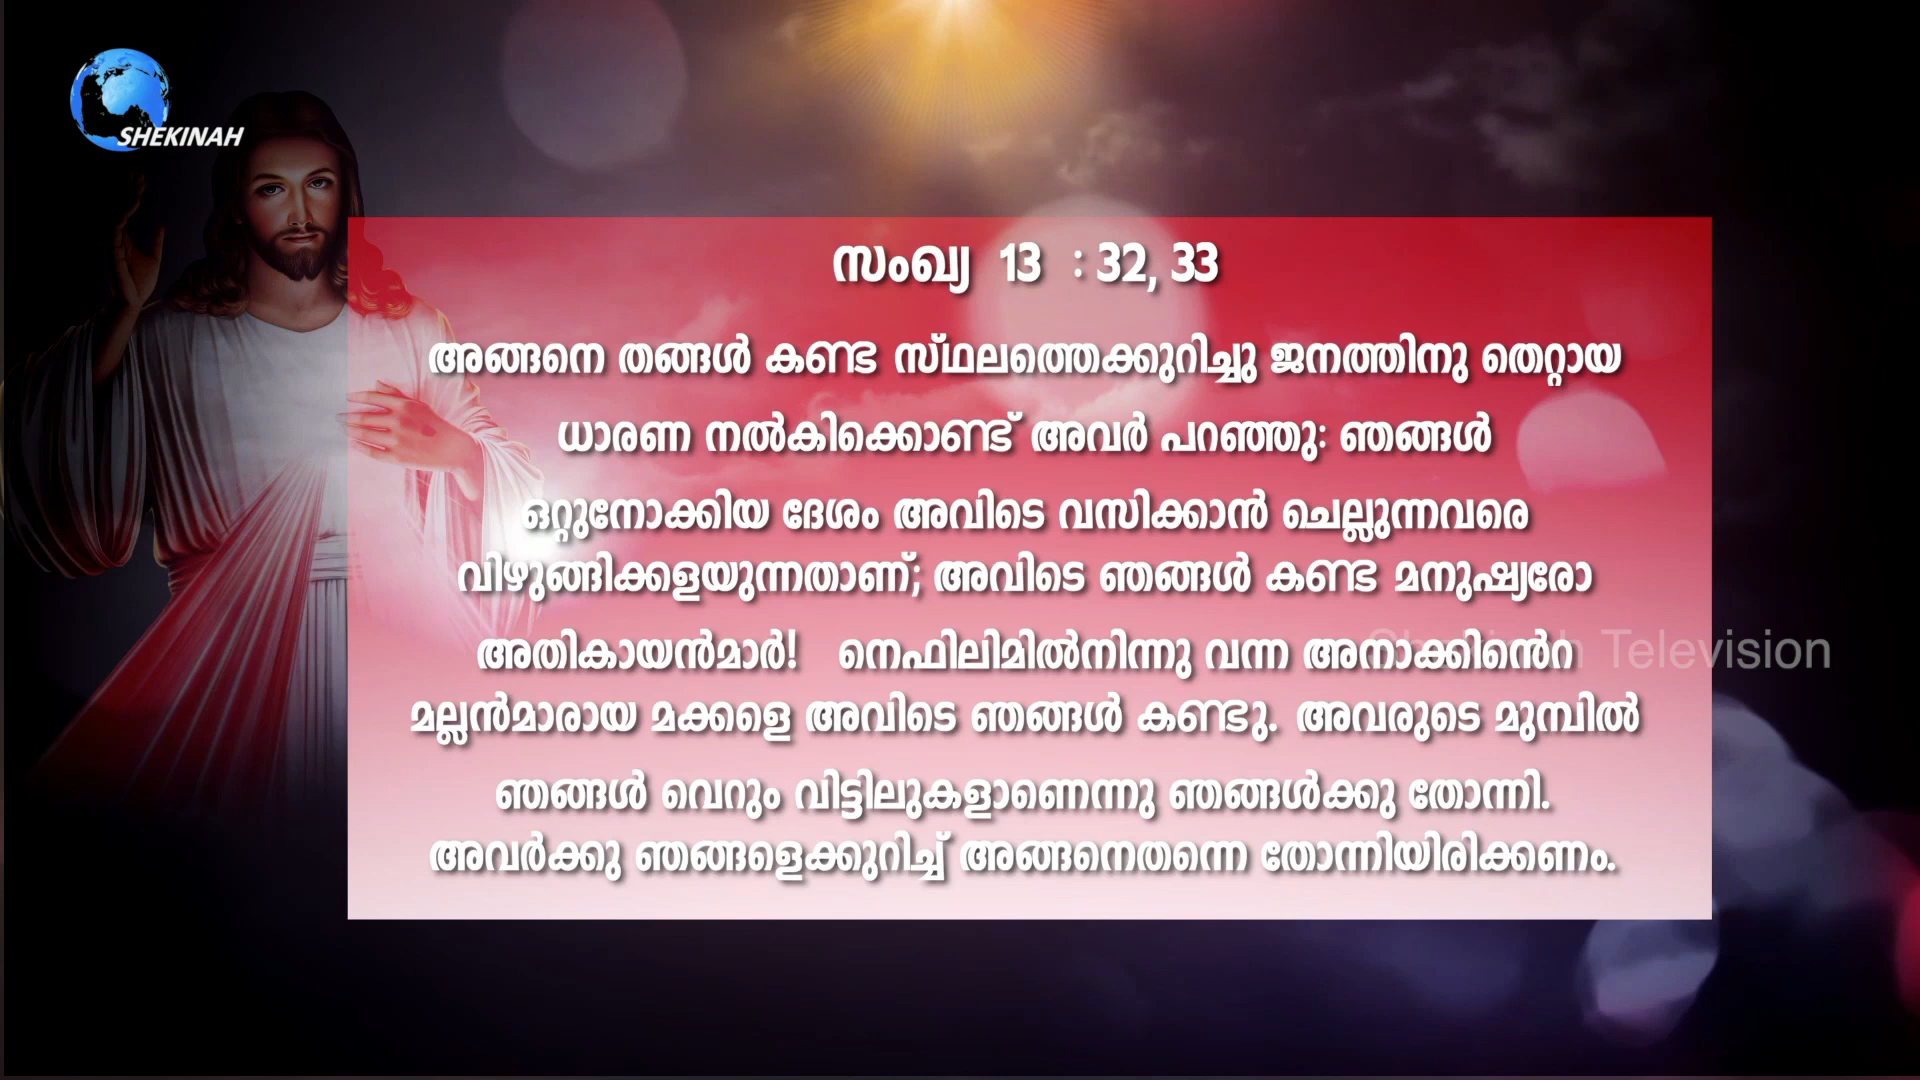 SHEKINAH
സംഖ്യ 13 : 32, 33
അങ്ങനെ തങ്ങൾ കണ്ട സ്ഥലത്തെക്കുറിച്ചു ജനത്തിനു തെറ്റായ
ധാരണ നൽകിക്കൊണ്ട് അവർ പറഞ്ഞു: ഞങ്ങൾ
ഒറ്റുനോക്കിയ ദേശം അവിടെ വസിക്കാൻ ചെല്ലുന്നവരെ
വിഴുങ്ങിക്കളയുന്നതാണ്; അവിടെ ഞങ്ങൾ കണ്ട മനുഷ്യരോ
അതികായൻമാർ! നെഫിലിമിൽനിന്നു വന്ന അനാക്കിൻെറ
Shekinah Television
മല്ലൻമാരായ മക്കളെ അവിടെ ഞങ്ങൾ കണ്ടു. അവരുടെ മുമ്പിൽ
ഞങ്ങൾ വെറും വിട്ടിലുകളാണെന്നു ഞങ്ങൾക്കു തോന്നി.
അവർക്കു ഞങ്ങളെക്കുറിച്ച് അങ്ങനെതന്നെ തോന്നിയിരിക്കണം.